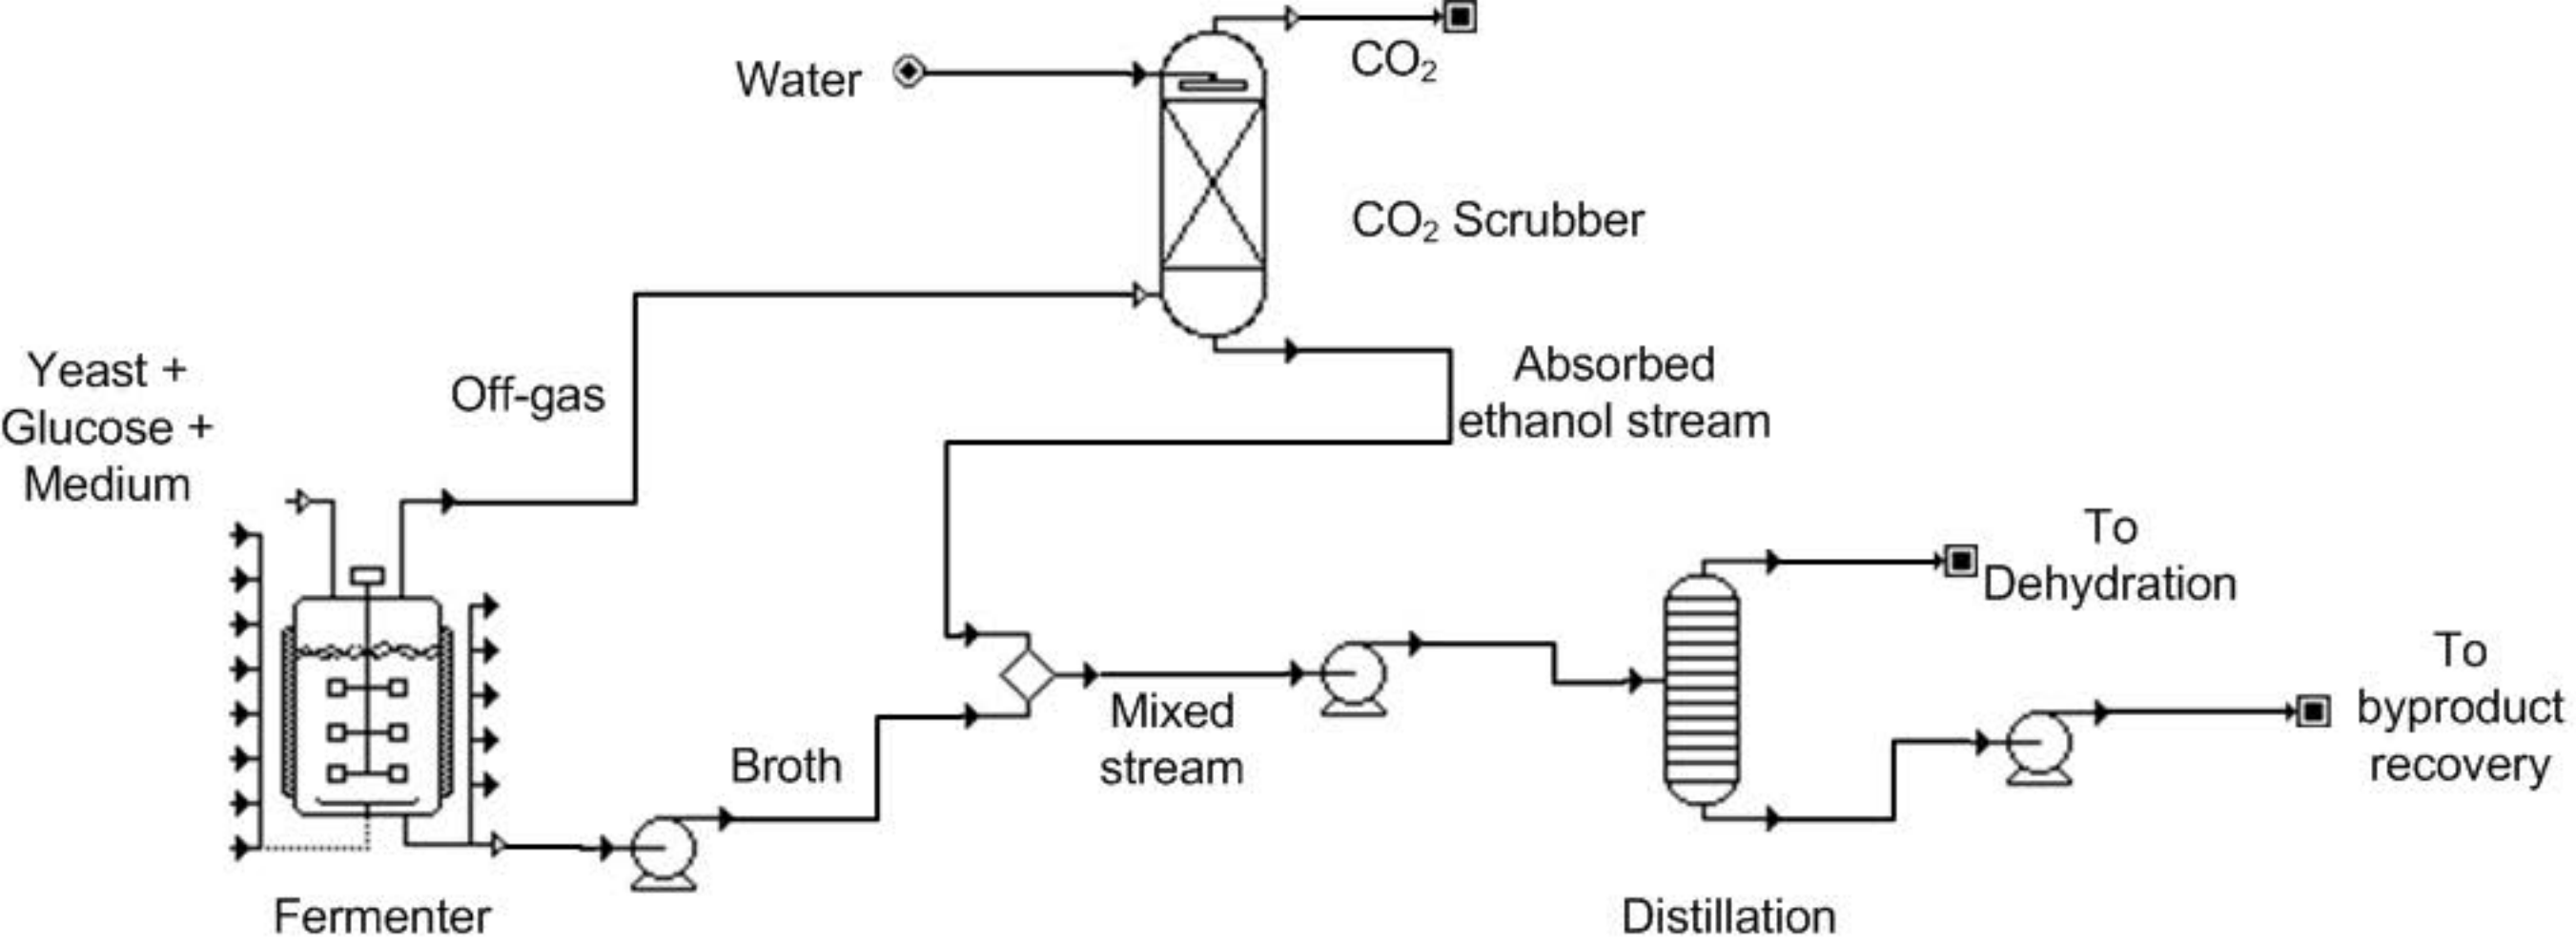 Water
CO₂
CO₂ Scrubber
Yeast +
Glucose +
Medium
Off-gas
Absorbed
ethanol stream
To
Dehydration
To
byproduct
recovery
Mixed
stream
Broth
Fermenter
Distillation